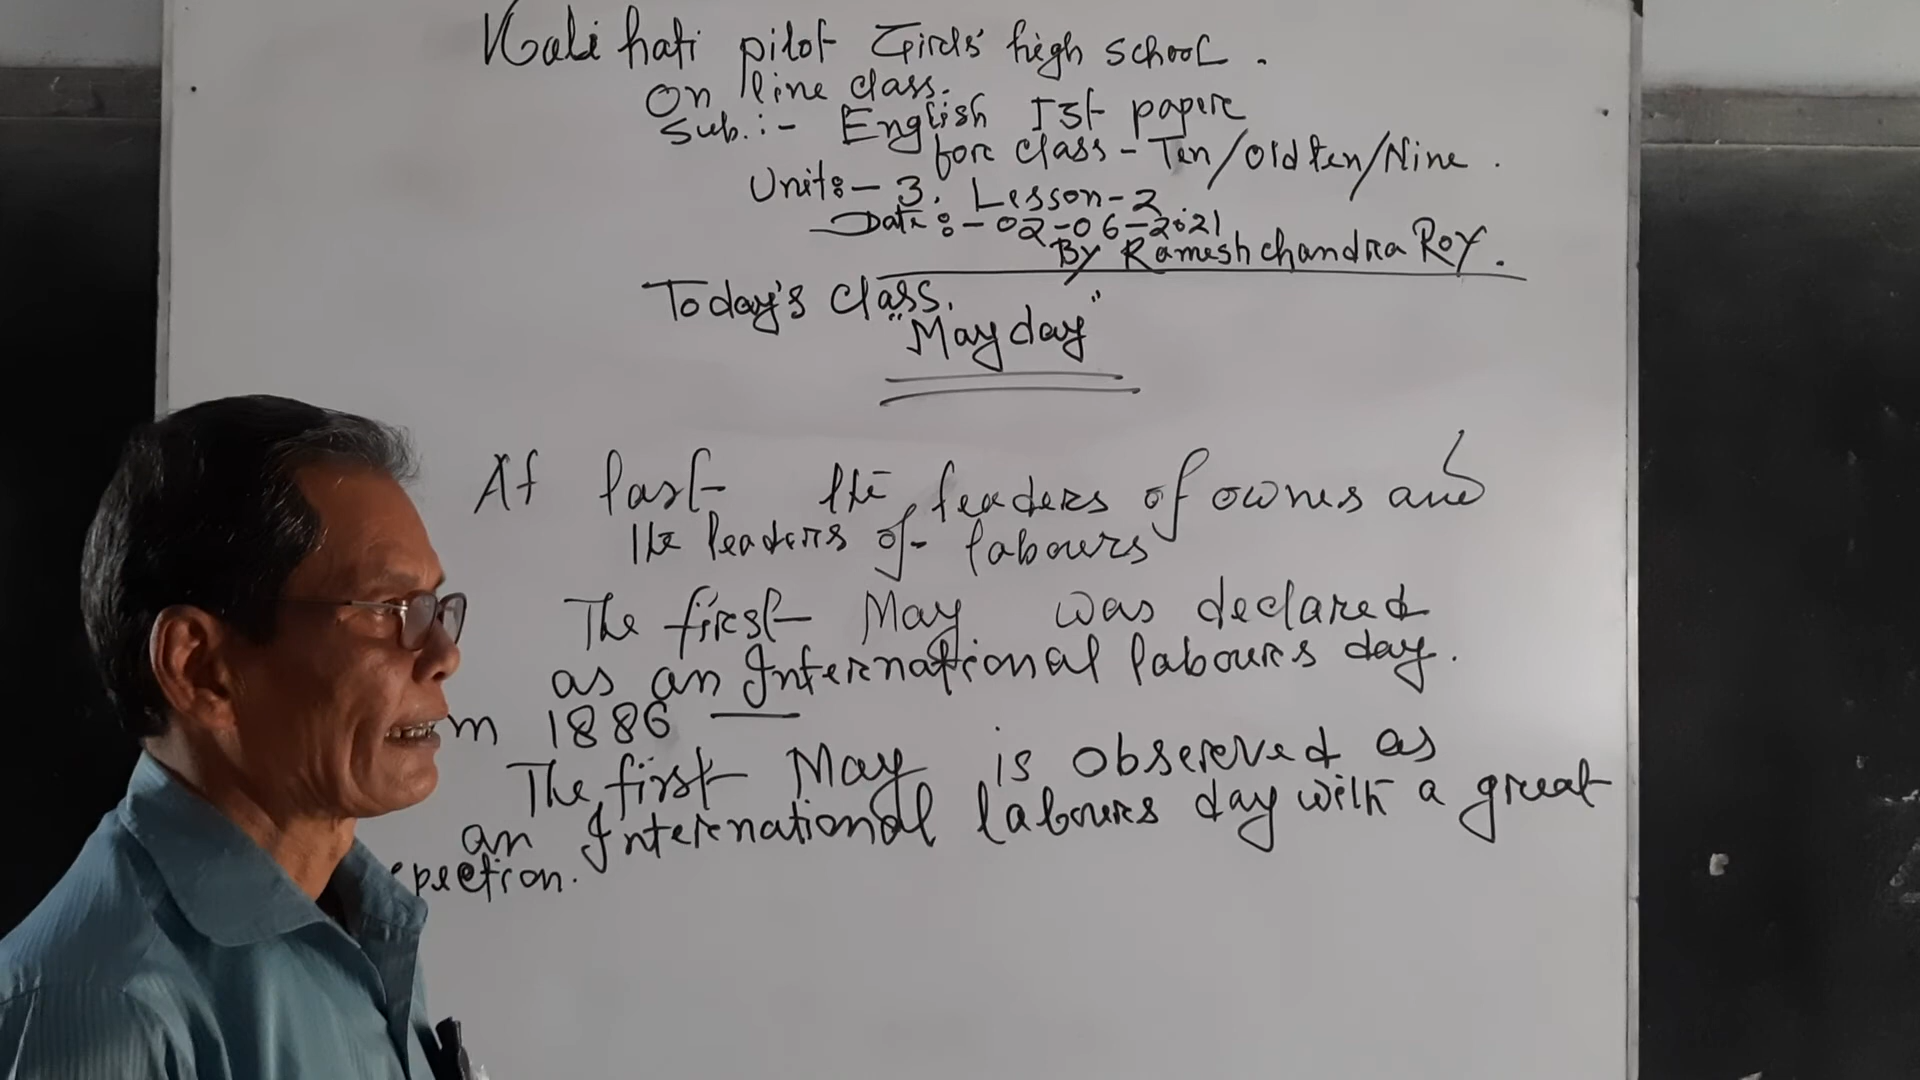 Kalihati pilot Girls' high school.
On line class.
Sub.:- English Ist paper
for class - Ten/Old ten/Nine.
Unit:- 3. Lesson-2
Date:- 02-06-2021
By Ramesh chandra Roy.
Today's class.
"May day"
At last the leaders of ownes and
the leaders of labours
The first May was declared
as an International labours day.
1886
The first May is observed as
an International labours day with a great